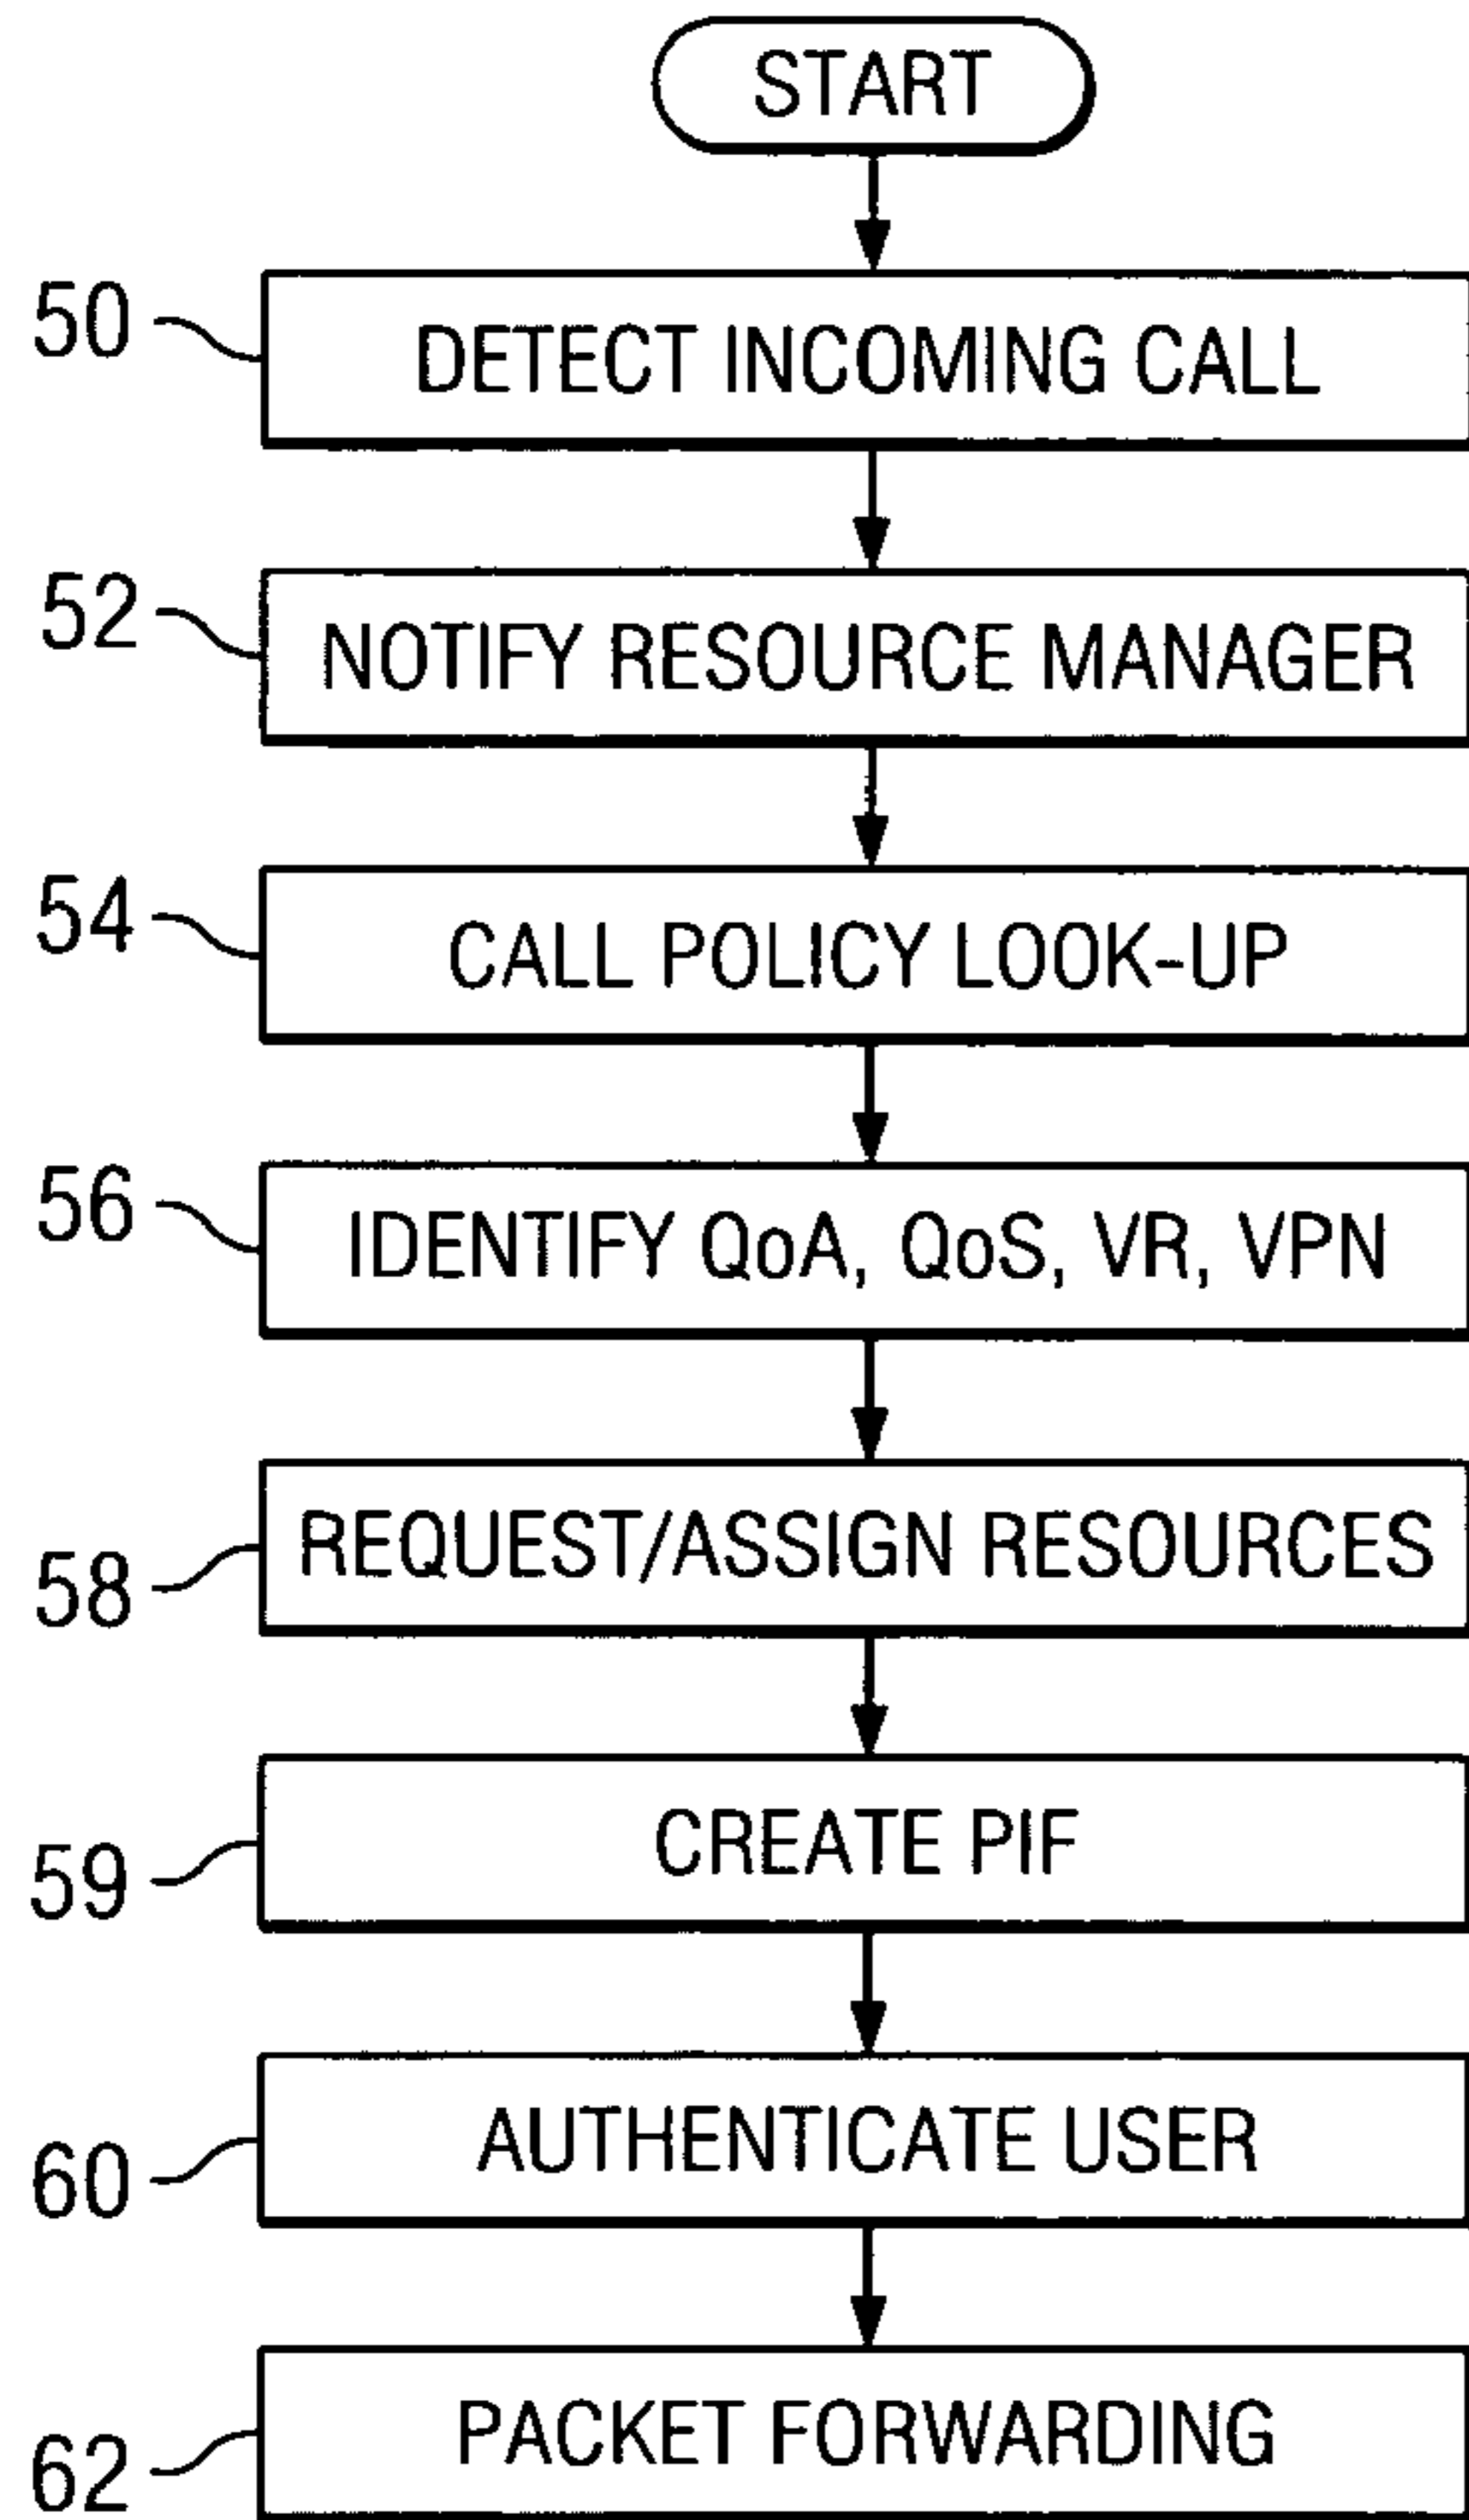 START
50 DETECT INCOMING CALL
52 NOTIFY RESOURCE MANAGER
54 CALL POLICY LOOK-UP
56 IDENTIFY QoA, QoS, VR, VPN
58 REQUEST/ASSIGN RESOURCES
59 CREATE PIF
60 AUTHENTICATE USER
62 PACKET FORWARDING